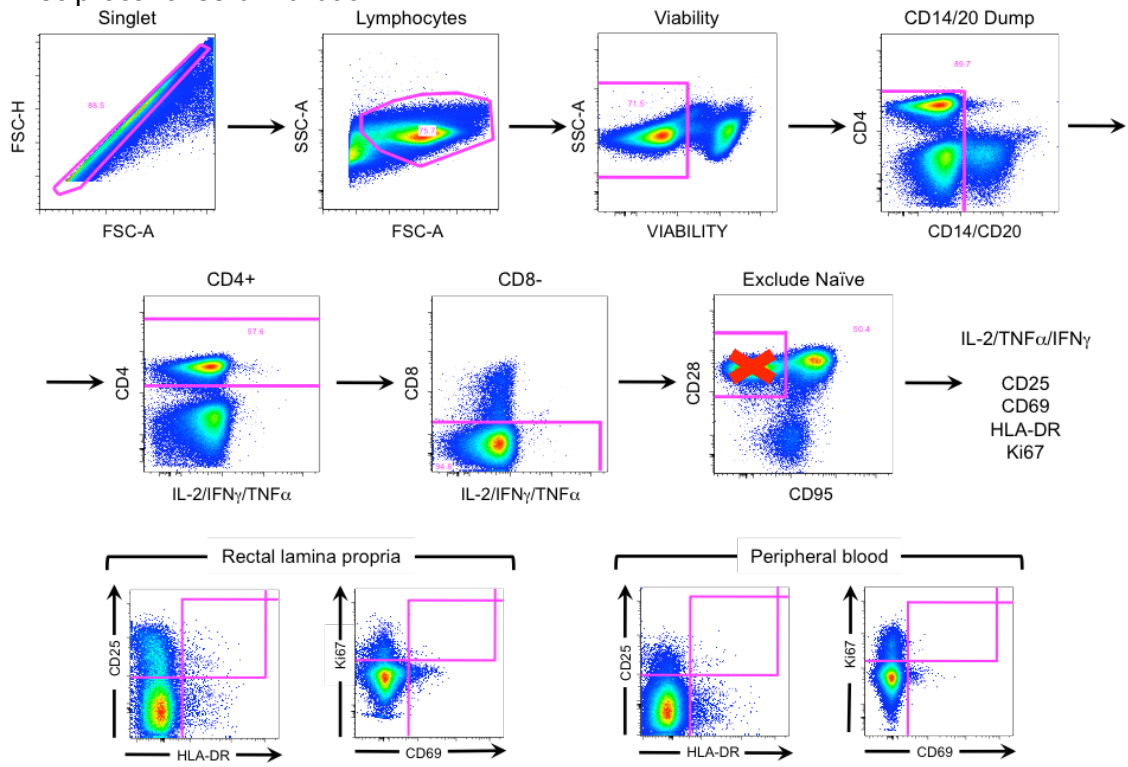 Singlet
Lymphocytes
Viability
CD14/20 Dump
FSC-H
88.5
FSC-A
SSC-A
75.7
FSC-A
SSC-A
71.5
VIABILITY
CD4
89.7
CD14/CD20
CD4+
CD8-
Exclude Naïve
CD4
57.6
IL-2/IFNγ/TNFα
CD8
94.8
IL-2/IFNγ/TNFα
CD28
50.4
CD95
IL-2/TNFα/IFNγ
CD25
CD69
HLA-DR
Ki67
Rectal lamina propria
Peripheral blood
CD25
HLA-DR
Ki67
CD69
CD25
HLA-DR
Ki67
CD69